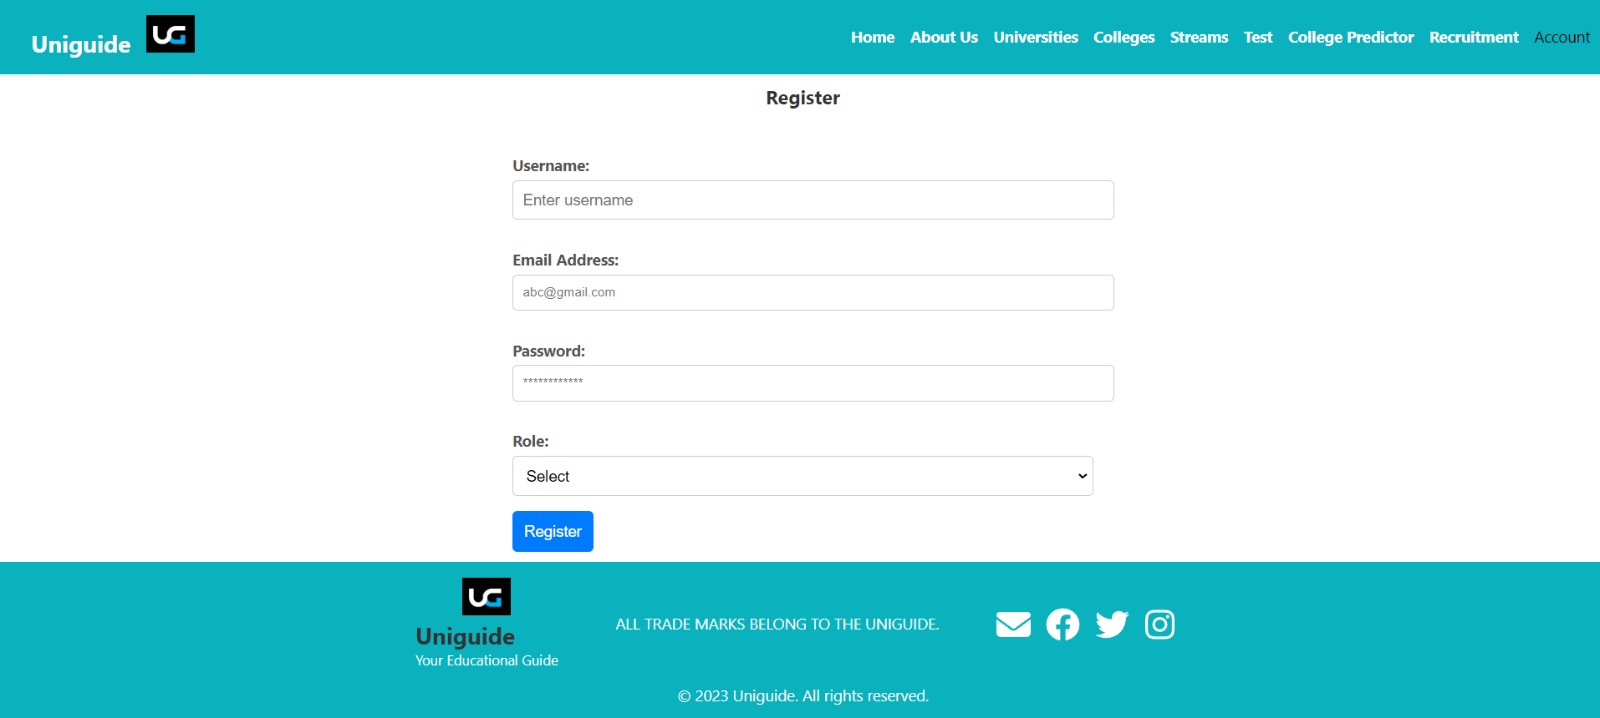 Uniguide UG Home About Us Universities Colleges Streams Test College Predictor Recruitment Account
Register
Username:
Enter username
Email Address:
abc@gmail.com
Password:
************
Role:
Select
Register
UG
Uniguide
Your Educational Guide
ALL TRADE MARKS BELONG TO THE UNIGUIDE.
© 2023 Uniguide. All rights reserved.